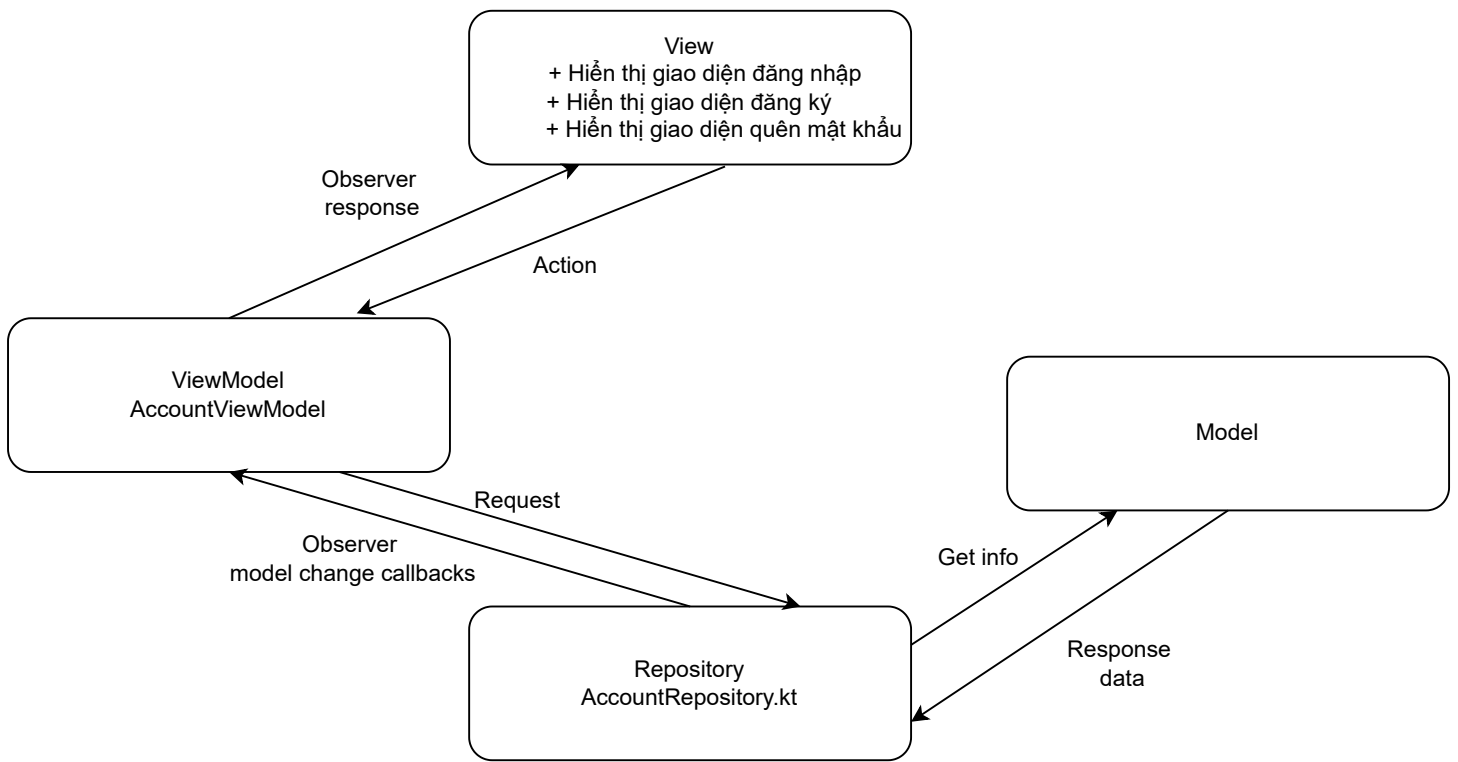 View
+ Hiển thị giao diện đăng nhập
+ Hiển thị giao diện đăng ký
+ Hiển thị giao diện quên mật khẩu
Observer
response
Action
ViewModel
AccountViewModel
Model
Request
Observer
model change callbacks
Get info
Repository
AccountRepository.kt
Response
data